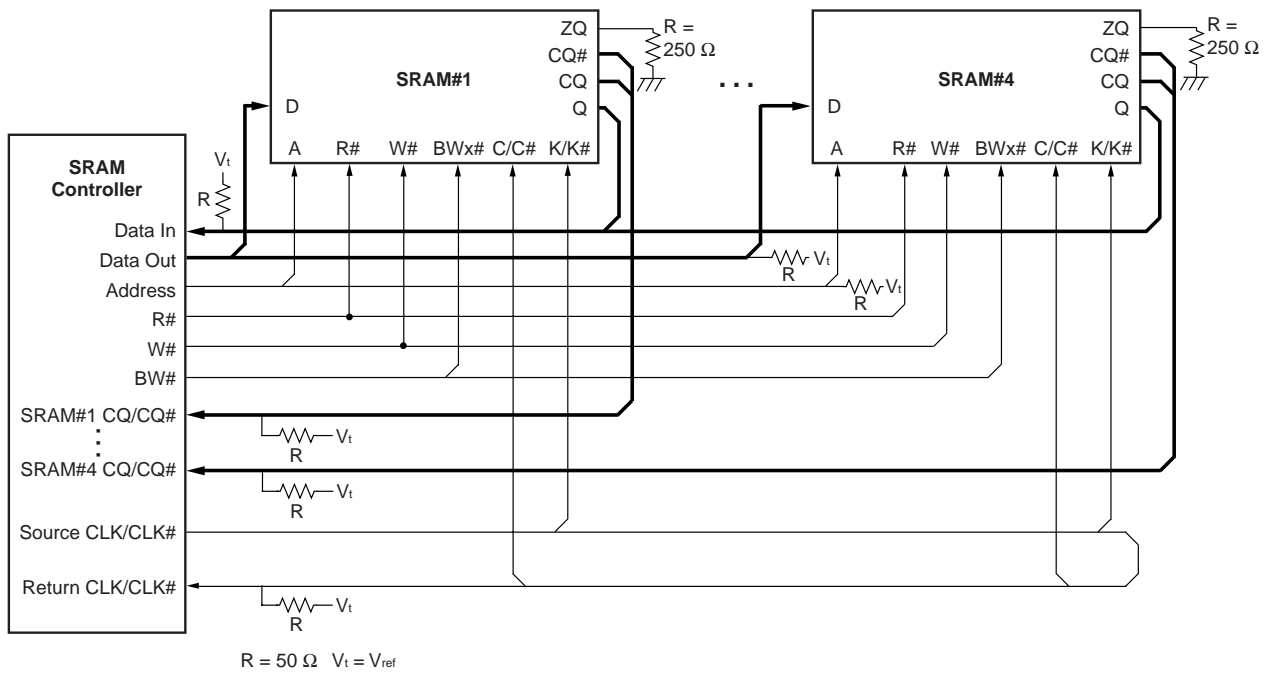 SRAM#1
ZQ
CQ#
CQ
Q
D
A R# W# BWx# C/C# K/K#
R =
250 Ω
...
SRAM#4
ZQ
CQ#
CQ
Q
D
A R# W# BWx# C/C# K/K#
R =
250 Ω
SRAM
Controller
Vt
R
Data In
Data Out
R
Vt
Address
R
Vt
R#
W#
BW#
SRAM#1 CQ/CQ#
R
Vt
SRAM#4 CQ/CQ#
R
Vt
Source CLK/CLK#
Return CLK/CLK#
R
Vt
R = 50 Ω Vt = Vref